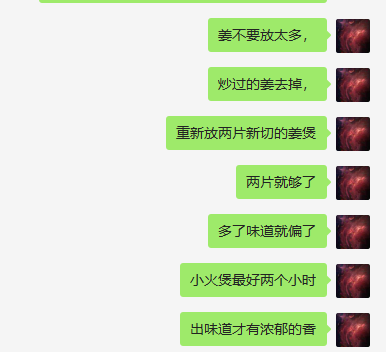 姜不要放太多，
炒过的姜去掉，
重新放两片新切的姜煲
两片就够了
多了味道就偏了
小火煲最好两个小时
出味道才有浓郁的香